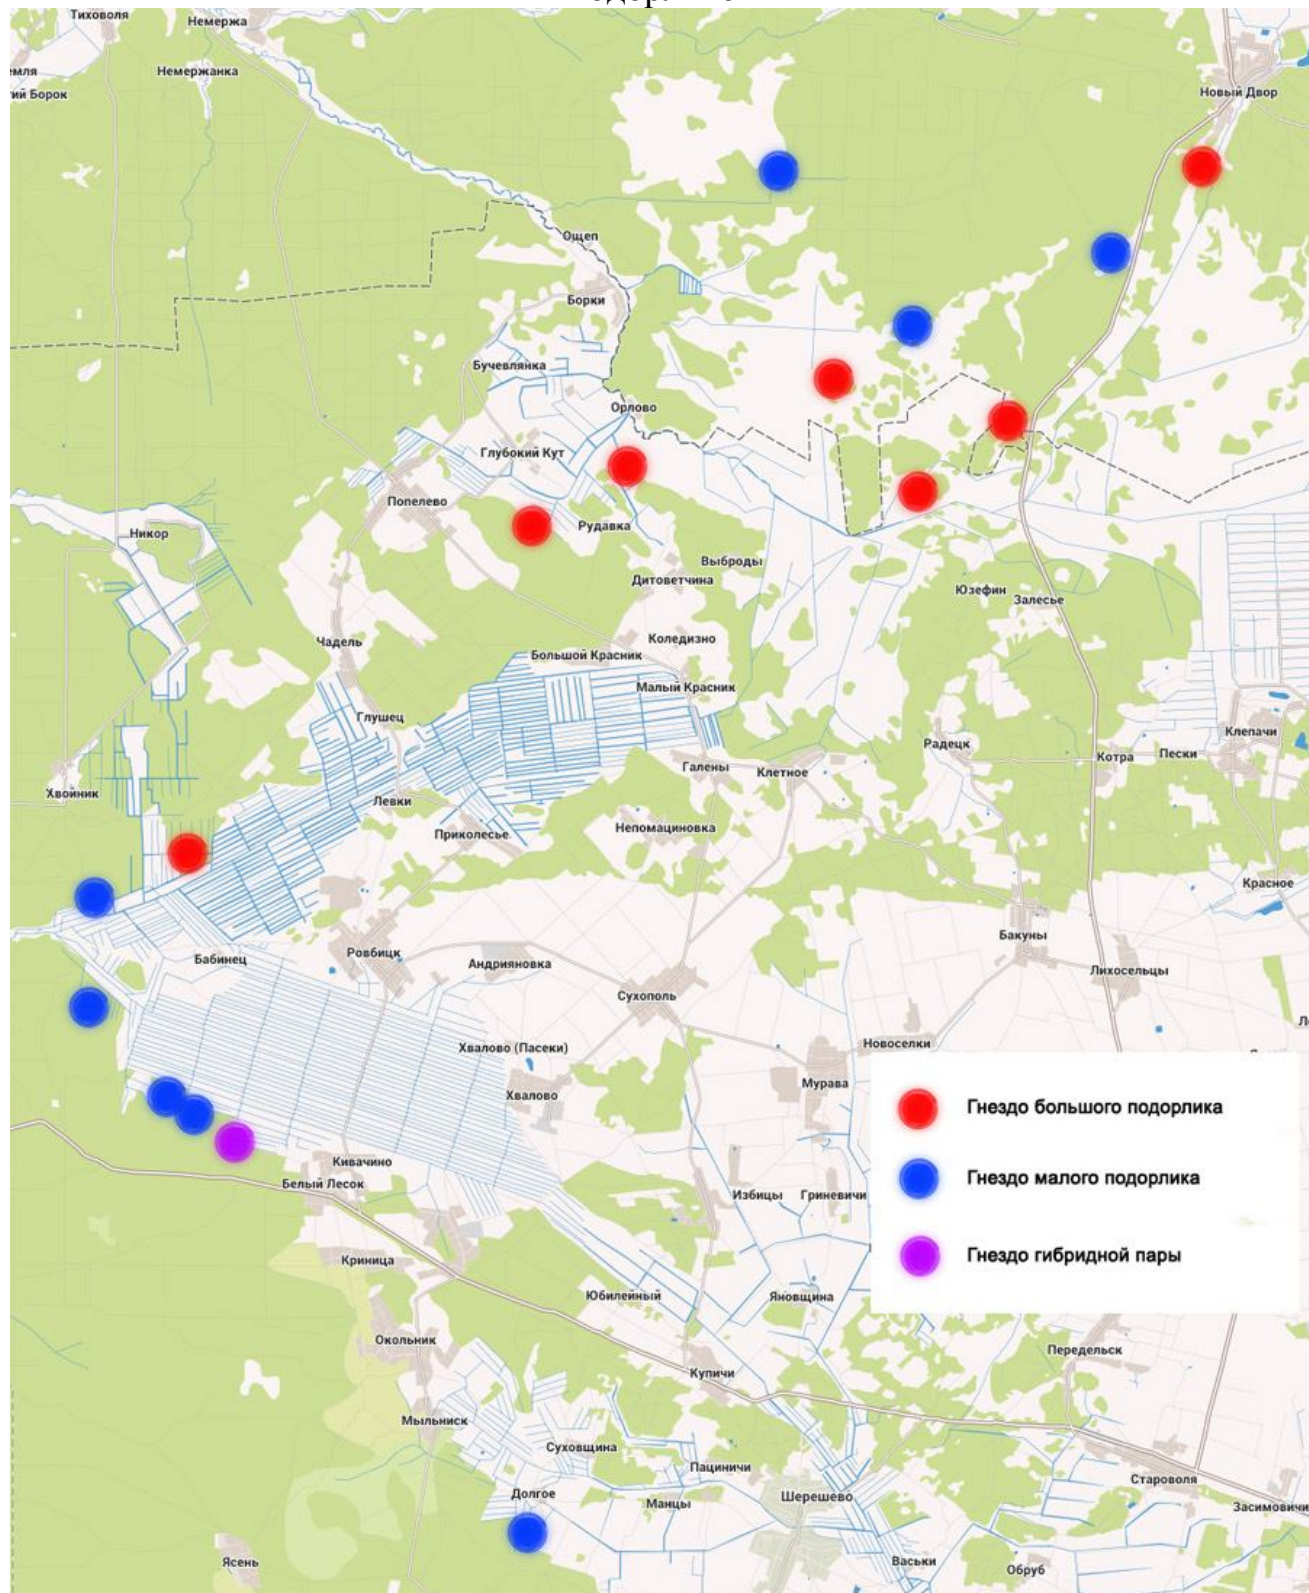 Тиховоля
Немержа
Немержанка
ий Борок
Новый Двор
Ощеп
Борки
Бучевлянка
Орлово
Глубокий Кут
Попелево
Рудавка
Никор
Выброды
Дитоветчина
Юзефин
Залесье
Чадель
Коледизно
Большой Красник
Малый Красник
Глушец
Клепачи
Радецк
Котра
Пески
Галены
Клетное
Хвойник
Левки
Приколесье
Непомациновка
Красное
Бакуны
Ровбицк
Бабинец
Андрияновка
Лихосельцы
Сухополь
Новоселки
Хвалово (Пасеки)
Мурава
Хвалово
Гнездо большого подорлика
Кивачино
Белый Лесок
Избицы
Гриневичи
Гнездо малого подорлика
Криница
Гнездо гибридной пары
Юбилейный
Яновщина
Окольник
Передельск
Купичи
Мыльниск
Суховщина
Пациничи
Староволя
Долгое
Манцы
Шерешево
Засимовичи
Ясень
Васьки
Обруб